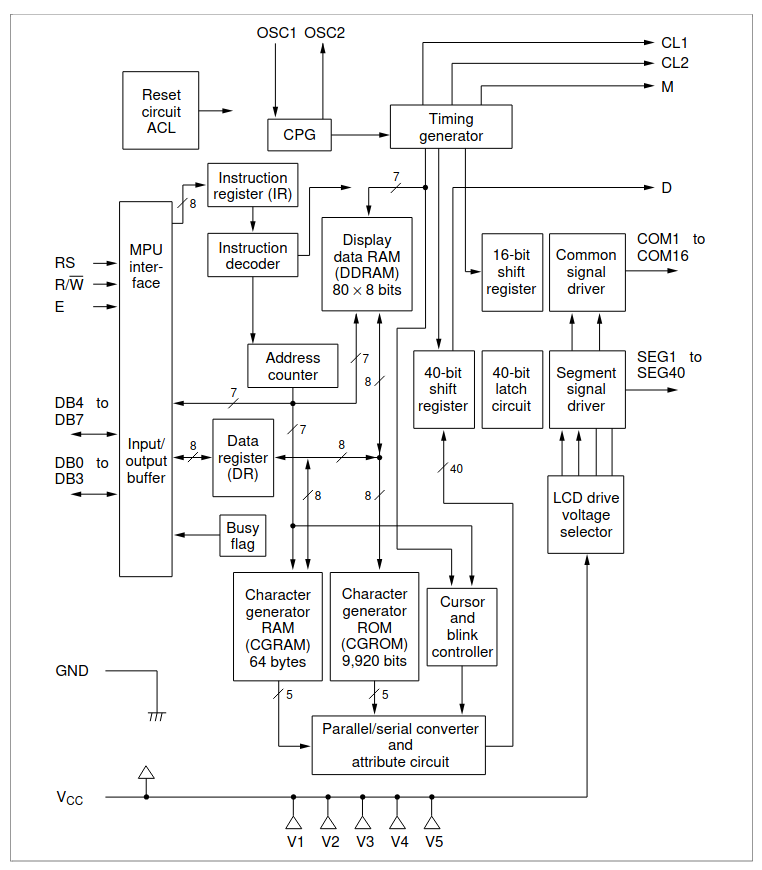 OSC1 OSC2
CL1
CL2
M
Reset
circuit
ACL
CPG
Timing
generator
Instruction
register (IR)
8
7
D
MPU
inter-
face
RS
R/W̅
E
Instruction
decoder
Display
data RAM
(DDRAM)
80 × 8 bits
16-bit
shift
register
Common
signal
driver
COM1 to
COM16
Address
counter
7
8
40-bit
shift
register
40-bit
latch
circuit
Segment
signal
driver
SEG1 to
SEG40
7
DB4 to
DB7
7
Input/
output
buffer
8
Data
register
(DR)
8
DB0 to
DB3
40
8
8
LCD drive
voltage
selector
Busy
flag
Character
generator
RAM
(CGRAM)
64 bytes
Character
generator
ROM
(CGROM)
9,920 bits
Cursor
and
blink
controller
GND
5
5
Parallel/serial converter
and
attribute circuit
VCC
V1 V2 V3 V4 V5